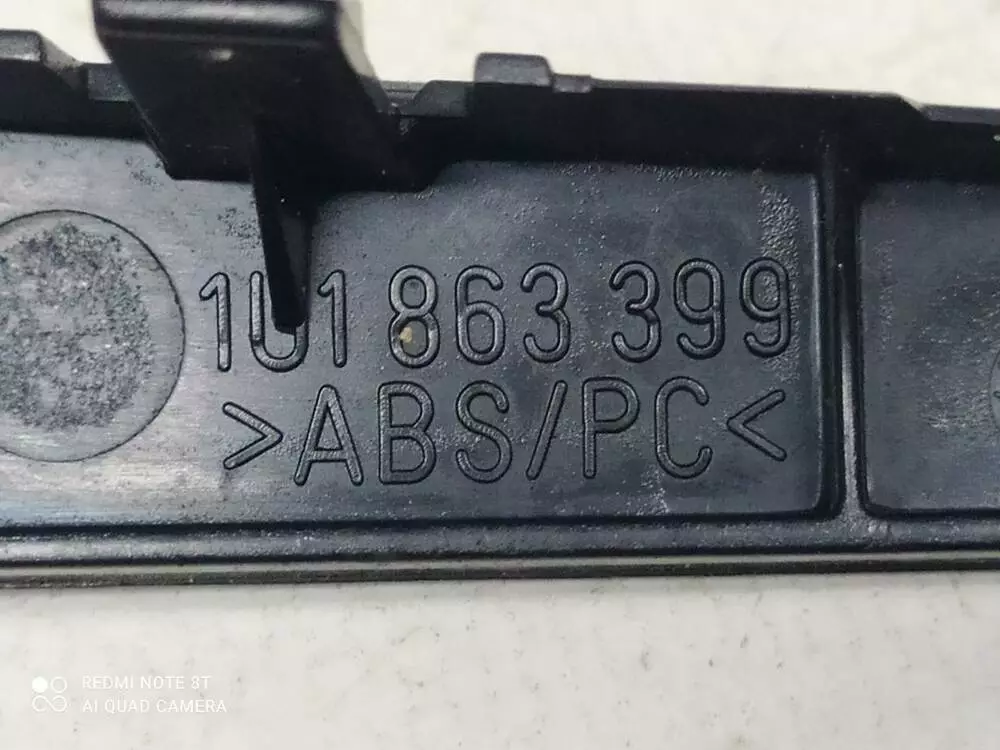 1U1 863 399
>ABS/PC<
REDMI NOTE 8T
AI QUAD CAMERA